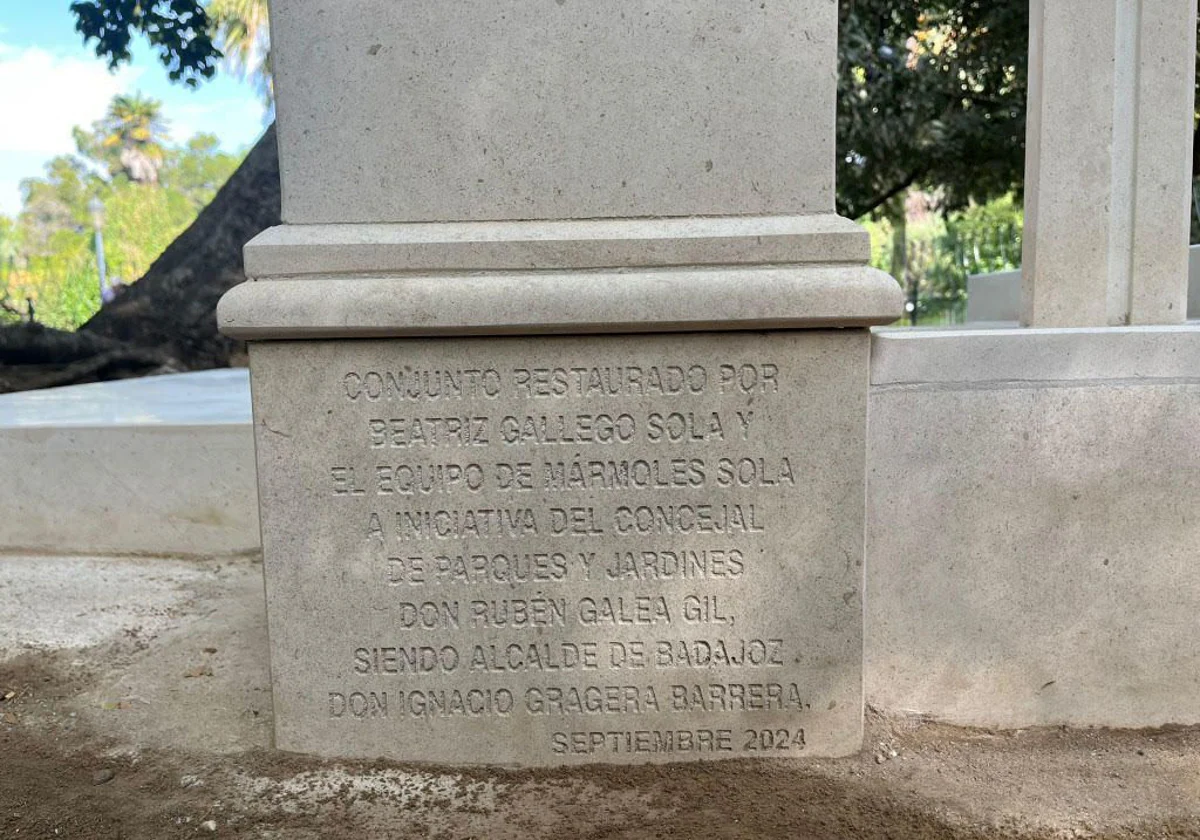 CONJUNTO RESTAURADO POR
BEATRIZ GALLEGO SOLA Y
EL EQUIPO DE MÁRMOLES SOLA
A INICIATIVA DEL CONCEJAL
DE PARQUES Y JARDINES
DON RUBÉN GALEA GIL,
SIENDO ALCALDE DE BADAJOZ
DON IGNACIO GRAGERA BARRERA.
SEPTIEMBRE 2024